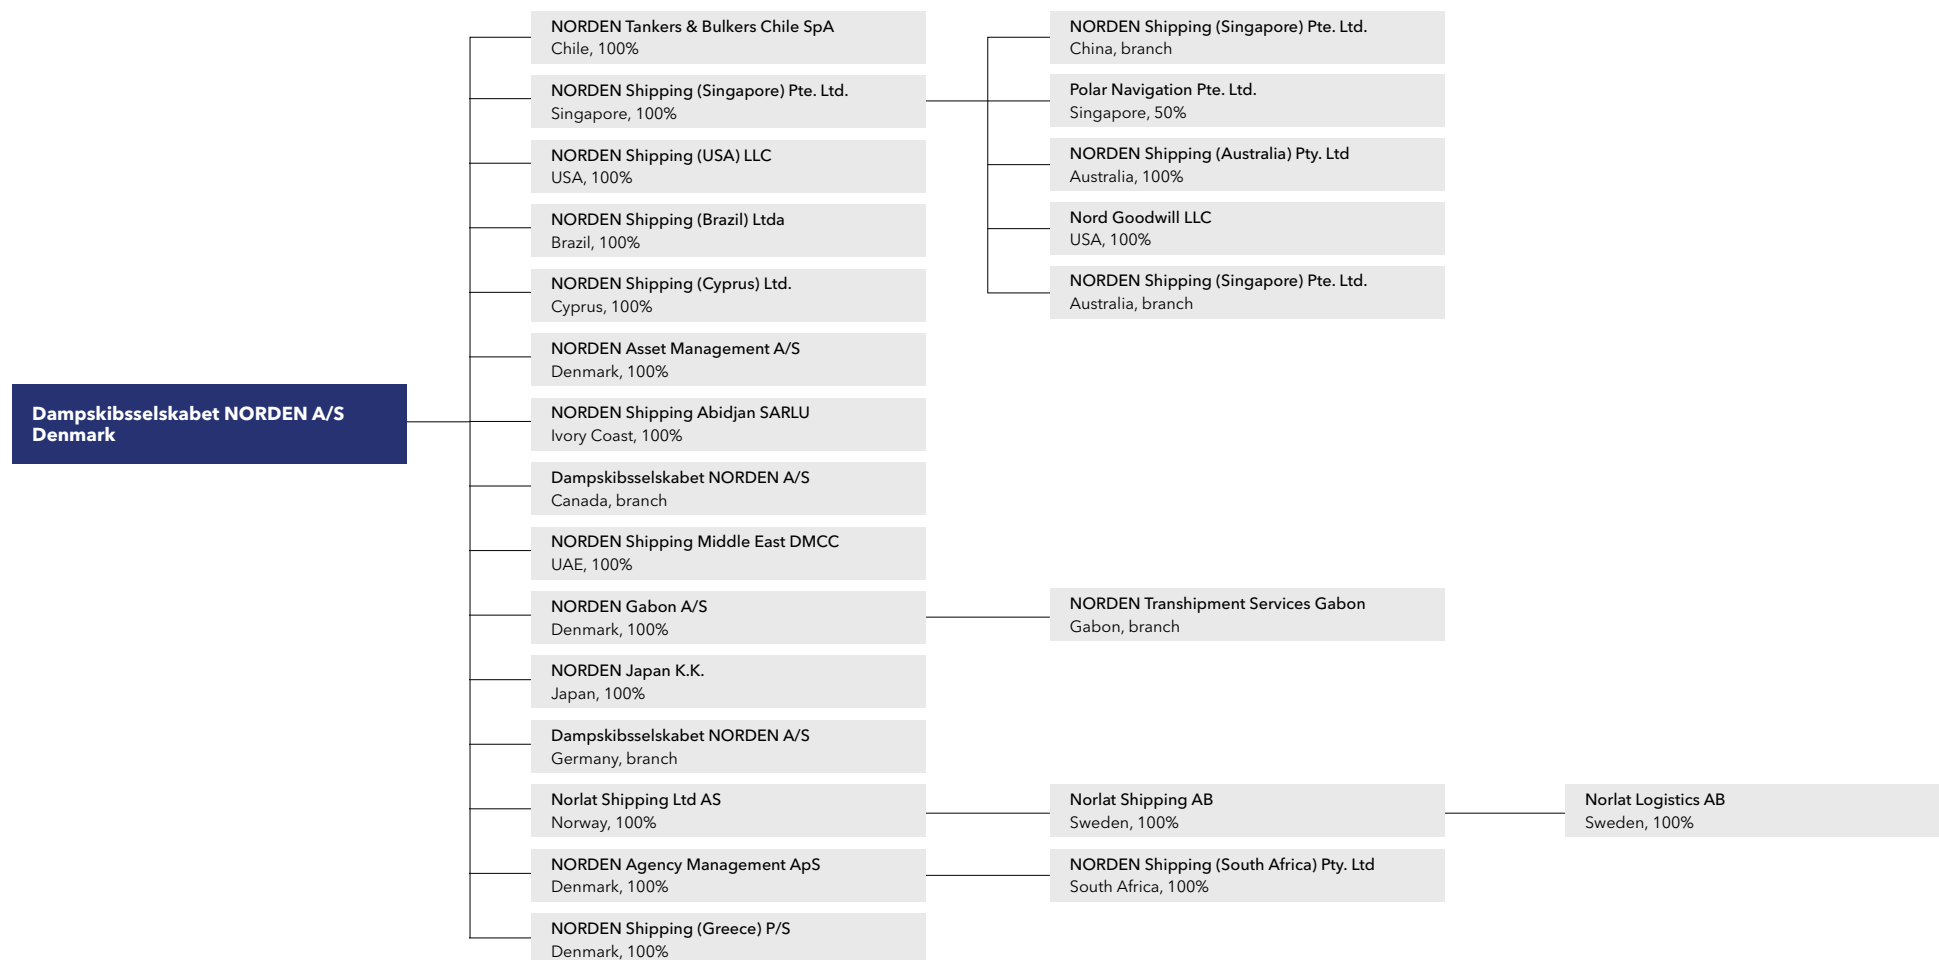 Dampskibsselskabet NORDEN A/S
Denmark
NORDEN Tankers & Bulkers Chile SpA
Chile, 100%
NORDEN Shipping (Singapore) Pte. Ltd.
Singapore, 100%
NORDEN Shipping (USA) LLC
USA, 100%
NORDEN Shipping (Brazil) Ltda
Brazil, 100%
NORDEN Shipping (Cyprus) Ltd.
Cyprus, 100%
NORDEN Asset Management A/S
Denmark, 100%
NORDEN Shipping Abidjan SARLU
Ivory Coast, 100%
Dampskibsselskabet NORDEN A/S
Canada, branch
NORDEN Shipping Middle East DMCC
UAE, 100%
NORDEN Gabon A/S
Denmark, 100%
NORDEN Japan K.K.
Japan, 100%
Dampskibsselskabet NORDEN A/S
Germany, branch
Norlat Shipping Ltd AS
Norway, 100%
NORDEN Agency Management ApS
Denmark, 100%
NORDEN Shipping (Greece) P/S
Denmark, 100%
NORDEN Shipping (Singapore) Pte. Ltd.
China, branch
Polar Navigation Pte. Ltd.
Singapore, 50%
NORDEN Shipping (Australia) Pty. Ltd
Australia, 100%
Nord Goodwill LLC
USA, 100%
NORDEN Shipping (Singapore) Pte. Ltd.
Australia, branch
NORDEN Transhipment Services Gabon
Gabon, branch
Norlat Shipping AB
Sweden, 100%
NORDEN Shipping (South Africa) Pty. Ltd
South Africa, 100%
Norlat Logistics AB
Sweden, 100%